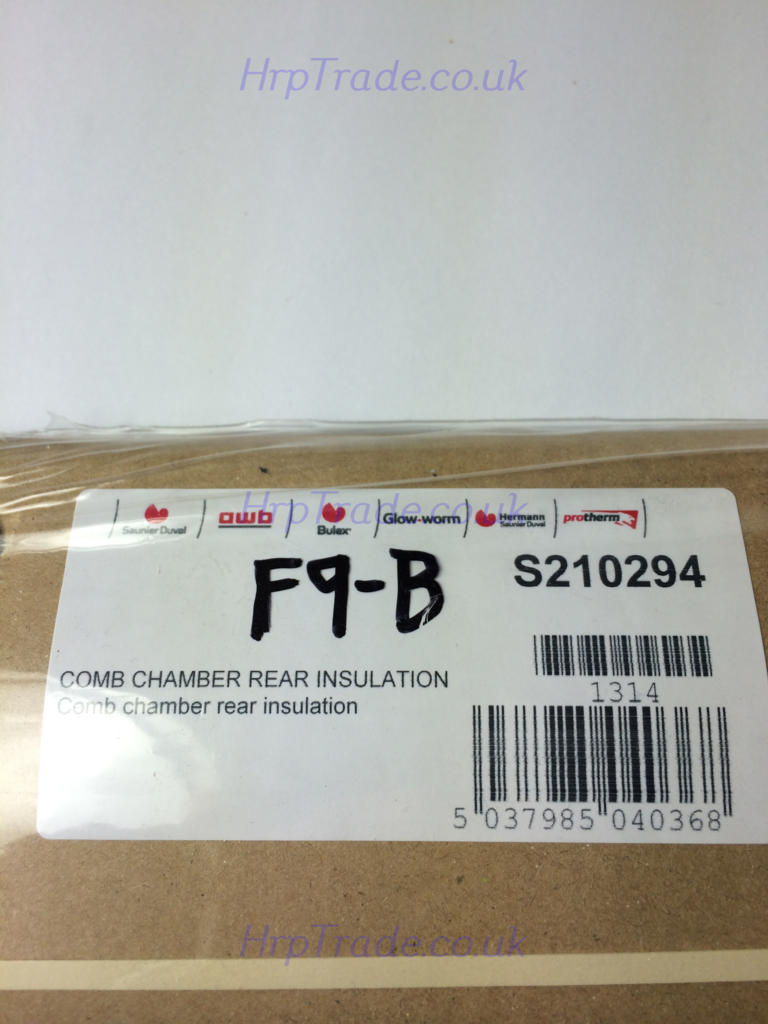 HrpTrade.co.uk
Saunier Duval awb Bulex Glow-worm Hermann Saunier Duval protherm
HrpTrade.co.uk
F9-B
S210294
COMB CHAMBER REAR INSULATION
Comb chamber rear insulation
1314
5 037985 040368
HrpTrade.co.uk